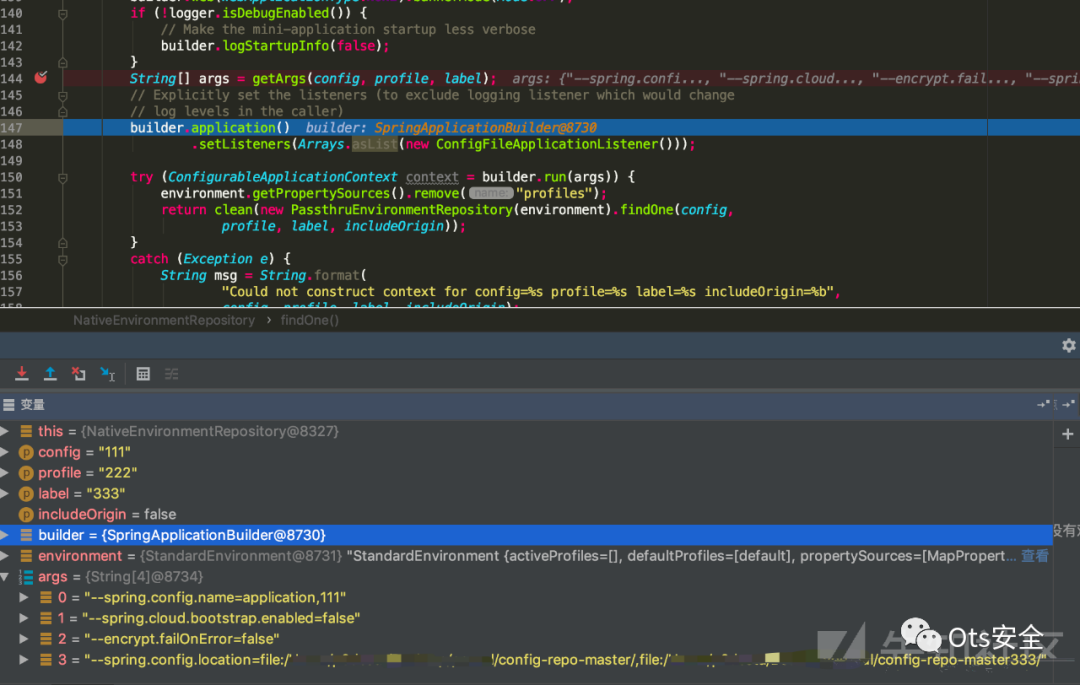 140 if (!logger.isDebugEnabled()) {
141 // Make the mini-application startup less verbose
142 builder.logStartupInfo(false);
143 }
144 String[] args = getArgs(config, profile, label); args: {"--spring.confi..., "--spring.cloud..., "--encrypt.fail..., "--spri
145 // Explicitly set the listeners (to exclude logging listener which would change
146 // log levels in the caller)
147 builder.application() builder: SpringApplicationBuilder@8730
148 .setListeners(Arrays.asList(new ConfigFileApplicationListener()));
149
150 try (ConfigurableApplicationContext context = builder.run(args)) {
151 environment.getPropertySources().remove( name: "profiles");
152 return clean(new PassthruEnvironmentRepository(environment).findOne(config,
153 profile, label, includeOrigin));
154 }
155 catch (Exception e) {
156 String msg = String.format(
157 "Could not construct context for config=%s profile=%s label=%s includeOrigin=%b",
config, profile, label, includeOrigin);
NativeEnvironmentRepository › findOne()
变量
this = {NativeEnvironmentRepository@8327}
p config = "111"
p profile = "222"
p label = "333"
p includeOrigin = false
builder = {SpringApplicationBuilder@8730}
没有
environment = {StandardEnvironment@8731} "StandardEnvironment {activeProfiles=[], defaultProfiles=[default], propertySources=[MapPropert... 查看
args = {String[4]@8734}
0 = "--spring.config.name=application,111"
1 = "--spring.cloud.bootstrap.enabled=false"
2 = "--encrypt.failOnError=false"
3 = "--spring.config.location=file:/ /config-repo-master/,file:/ l/config-repo-master333/"
Ots安全